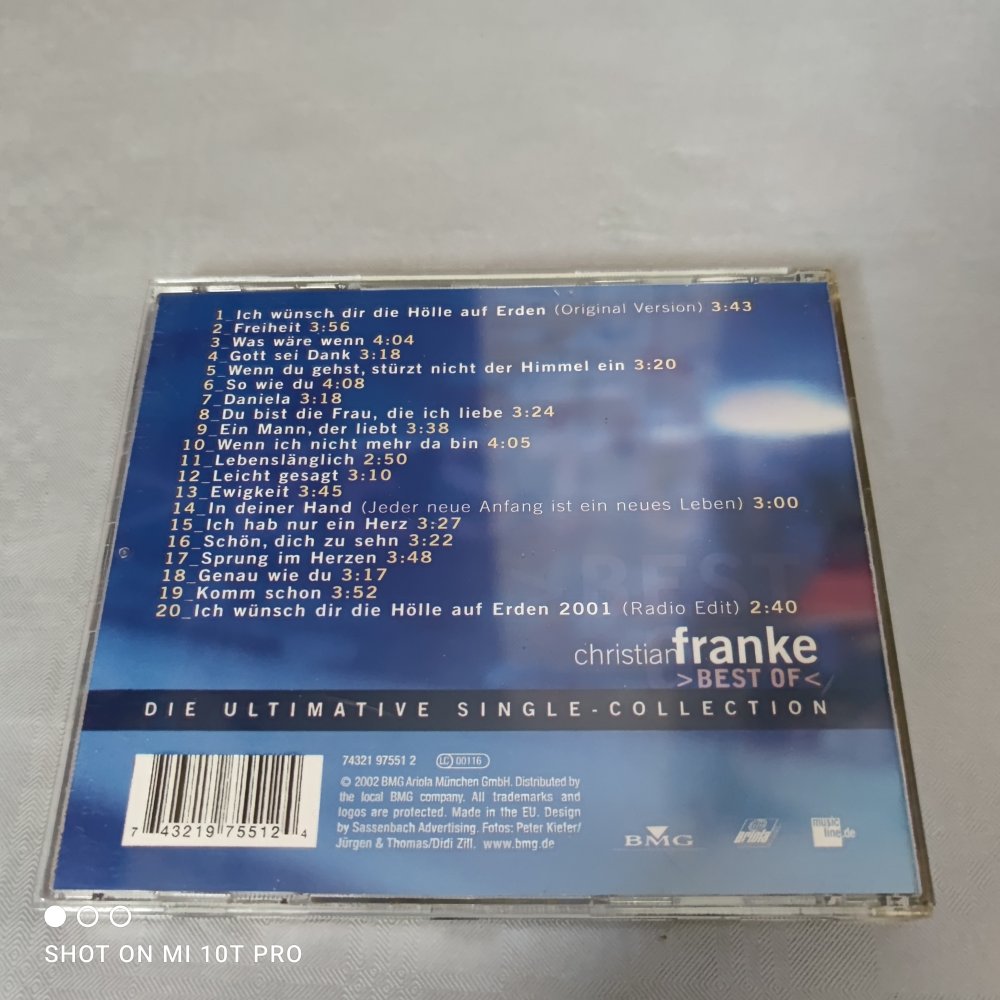 1_Ich wünsch dir die Hölle auf Erden (Original Version) 3:43
2_Freiheit 3:56
3_Was wäre wenn 4:04
4_Gott sei Dank 3:18
5_Wenn du gehst, stürzt nicht der Himmel ein 3:20
6_So wie du 4:08
7_Daniela 3:18
8_Du bist die Frau, die ich liebe 3:24
9_Ein Mann, der liebt 3:38
10_Wenn ich nicht mehr da bin 4:05
11_Lebenslänglich 2:50
12_Leicht gesagt 3:10
13_Ewigkeit 3:45
14_In deiner Hand (Jeder neue Anfang ist ein neues Leben) 3:00
15_Ich hab nur ein Herz 3:27
16_Schön, dich zu sehn 3:22
17_Sprung im Herzen 3:48
18_Genau wie du 3:17
19_Komm schon 3:52
20_Ich wünsch dir die Hölle auf Erden 2001 (Radio Edit) 2:40
BEST
christianfranke
>BEST OF<
DIE ULTIMATIVE SINGLE-COLLECTION
74321 97551 2 LC 00116
© 2002 BMG Ariola München GmbH. Distributed by
the local BMG company. All trademarks and
logos are protected. Made in the EU. Design
by Sassenbach Advertising. Fotos: Peter Kiefer/
Jürgen & Thomas/Didi Zill. www.bmg.de
7 43219 75512 4
BMG
ariola
music
line.de
SHOT ON MI 10T PRO